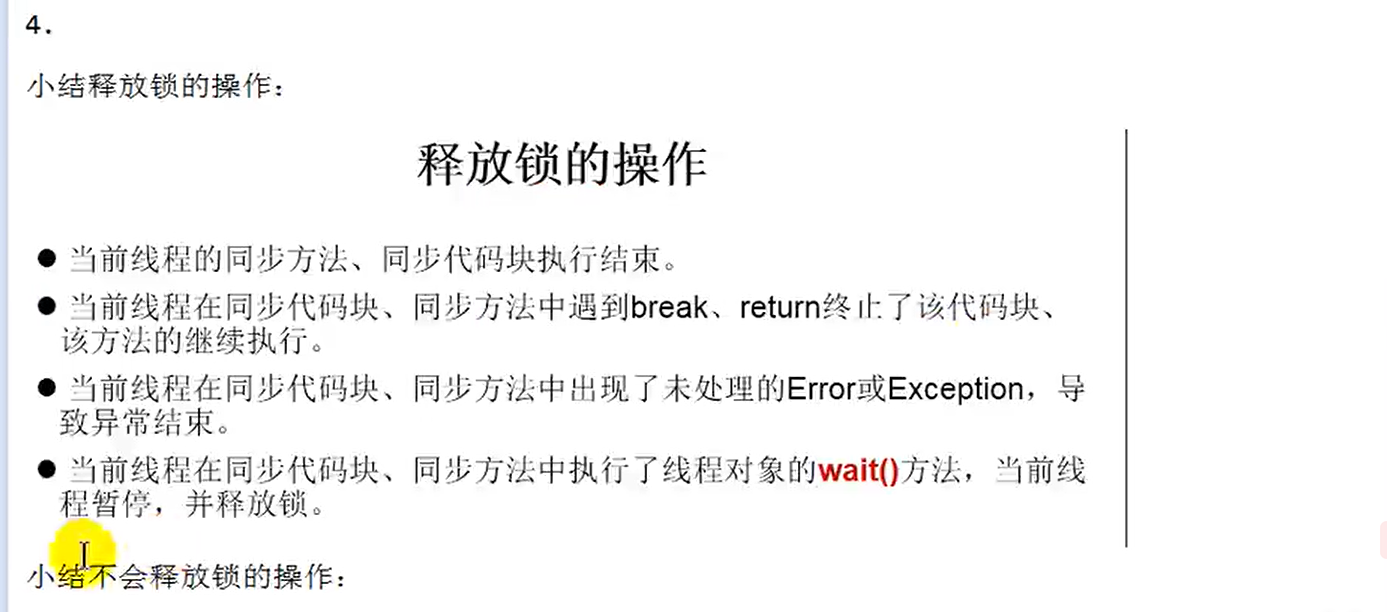 4.
小结释放锁的操作：
释放锁的操作
● 当前线程的同步方法、同步代码块执行结束。
● 当前线程在同步代码块、同步方法中遇到break、return终止了该代码块、
该方法的继续执行。
● 当前线程在同步代码块、同步方法中出现了未处理的Error或Exception，导
致异常结束。
● 当前线程在同步代码块、同步方法中执行了线程对象的wait()方法，当前线
程暂停，并释放锁。
小结不会释放锁的操作：